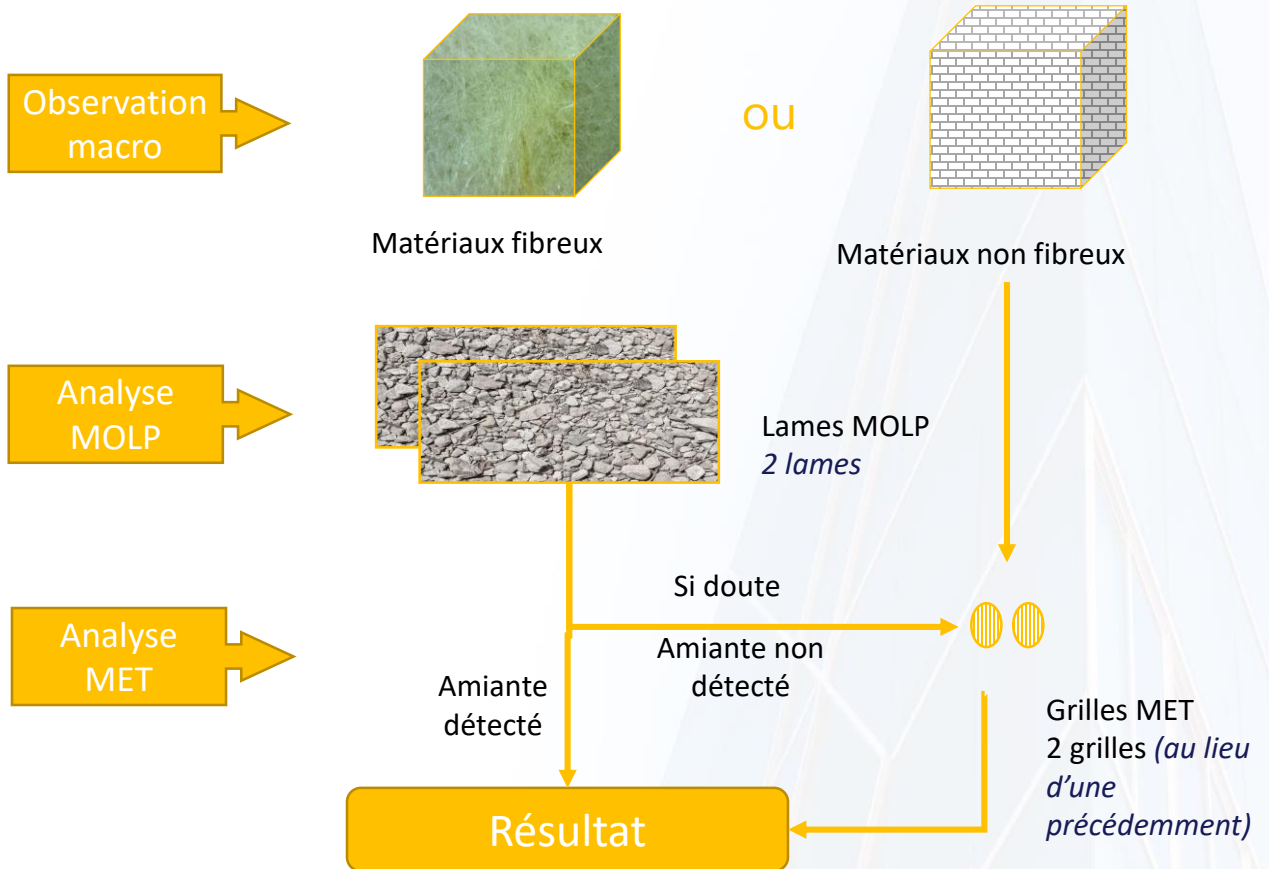 Observation
macro
ou
Matériaux fibreux
Matériaux non fibreux
Analyse
MOLP
Lames MOLP
2 lames
Si doute
Analyse
MET
Amiante non
détecté
Amiante
détecté
Grilles MET
2 grilles (au lieu
d’une
précédemment)
Résultat